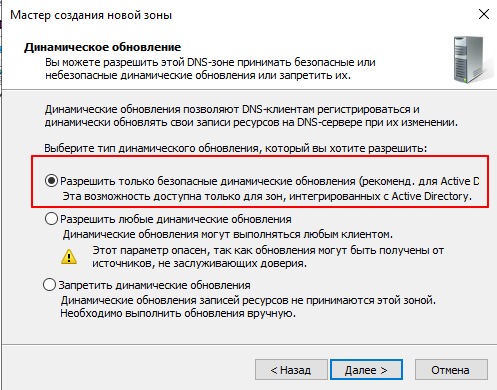 Мастер создания новой зоны
Динамическое обновление
Вы можете разрешить этой DNS-зоне принимать безопасные или
небезопасные динамические обновления или запретить их.
Динамические обновления позволяют DNS-клиентам регистрироваться и
динамически обновлять свои записи ресурсов на DNS-сервере при их изменении.
Выберите тип динамического обновления, который вы хотите разрешить:
Разрешить только безопасные динамические обновления (рекоменд. для Active D
Эта возможность доступна только для зон, интегрированных с Active Directory.
Разрешить любые динамические обновления
Динамические обновления могут выполняться любым клиентом.
Этот параметр опасен, так как обновления могут быть получены от
источников, не заслуживающих доверия.
Запретить динамические обновления
Динамические обновления записей ресурсов не принимаются этой зоной.
Необходимо выполнить обновления вручную.
< Назад
Далее >
Отмена